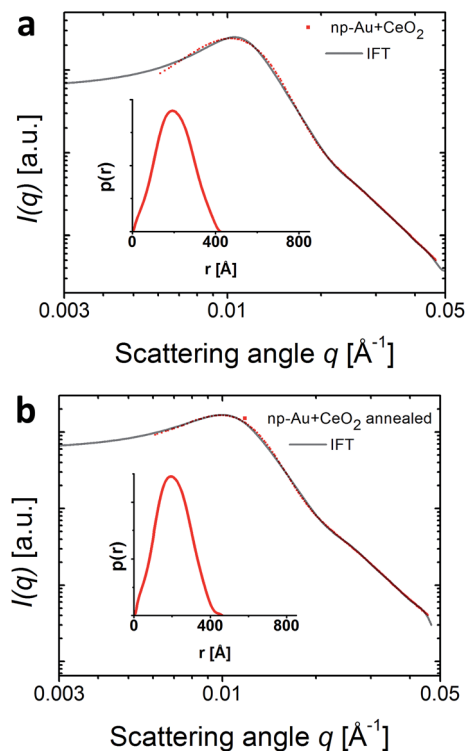 a
np-Au+CeO₂
IFT
I(q) [a.u.]
p(r)
0 400 800
r [Å]
0.003 0.01 0.05
Scattering angle q [Å⁻¹]
b
np-Au+CeO₂ annealed
IFT
I(q) [a.u.]
p(r)
0 400 800
r [Å]
0.003 0.01 0.05
Scattering angle q [Å⁻¹]